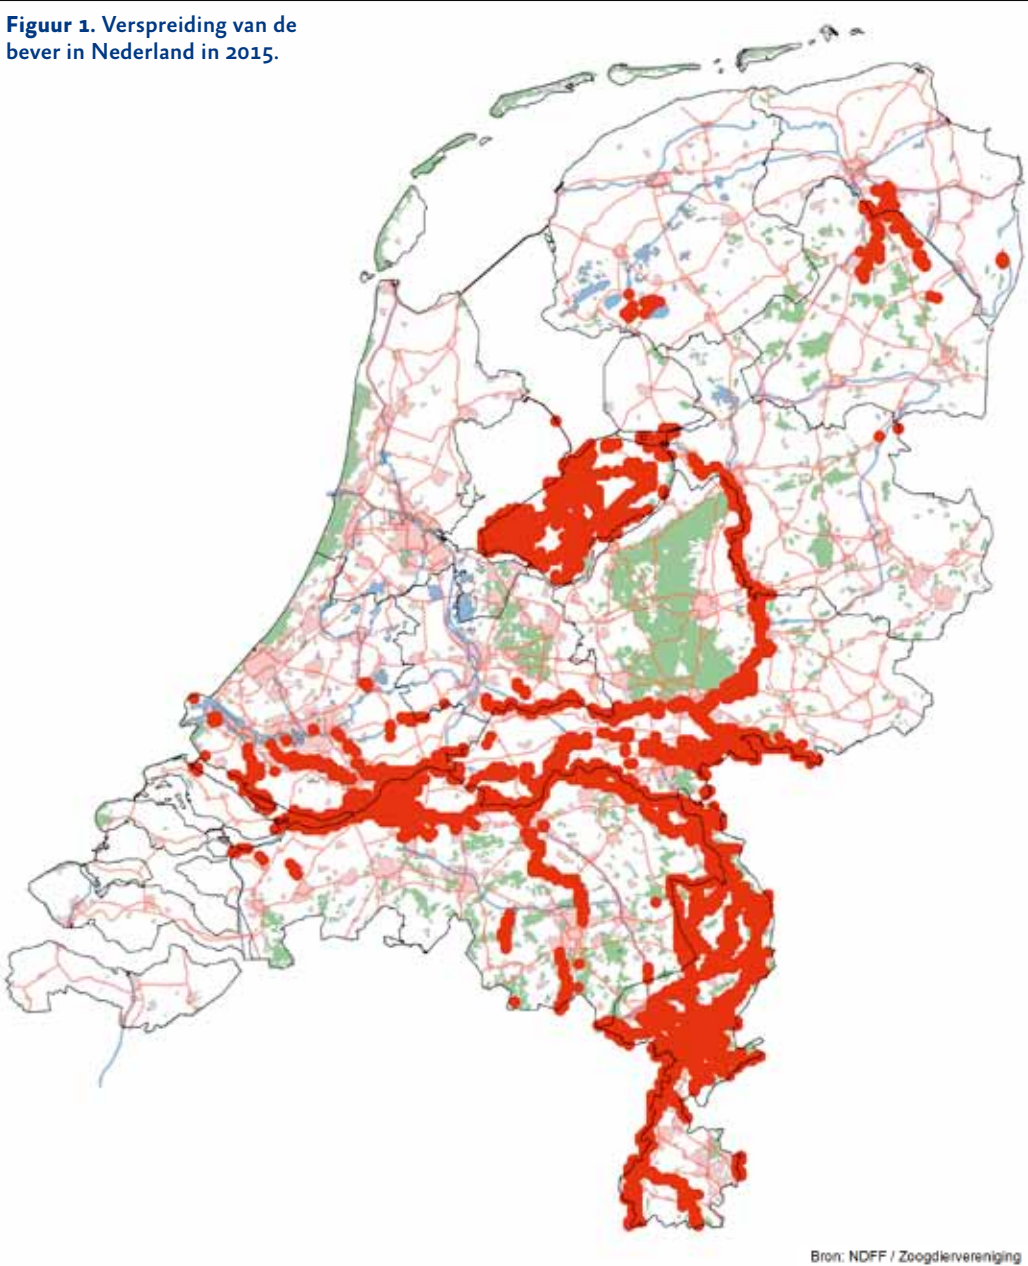 Figuur 1. Verspreiding van de
bever in Nederland in 2015.
Bron: NDFF / Zoogdiervereniging